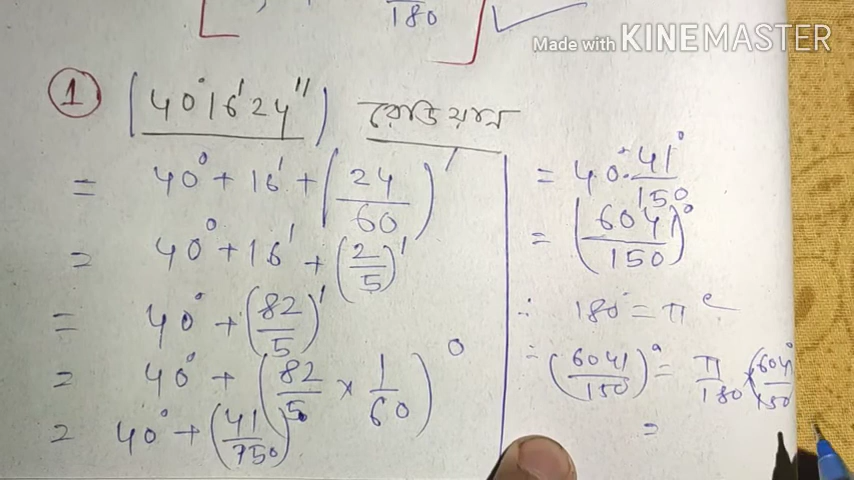 180
Made with KINEMASTER
① (40°16'24") রেডিয়ান
= 40° + 16' + (24/60)'
= 40° + 16' + (2/5)'
= 40° + (82/5)'
= 40° + (82/5 × 1/60)°
= 40° + (41/750)°
= 40° 41°/150
= (6041/150)°
∴ 180° = π^c
∴ (6041/150)° = π/180 × (6041/150)°
=